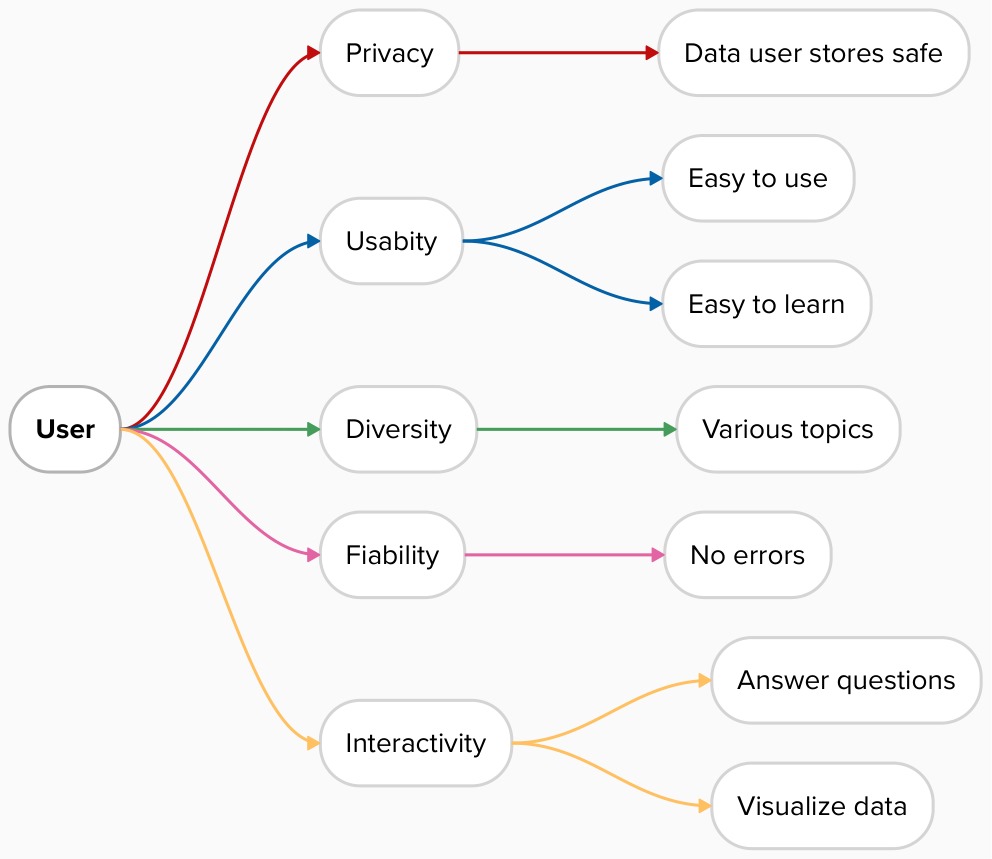 User
Privacy
Data user stores safe
Usabity
Easy to use
Easy to learn
Diversity
Various topics
Fiability
No errors
Interactivity
Answer questions
Visualize data